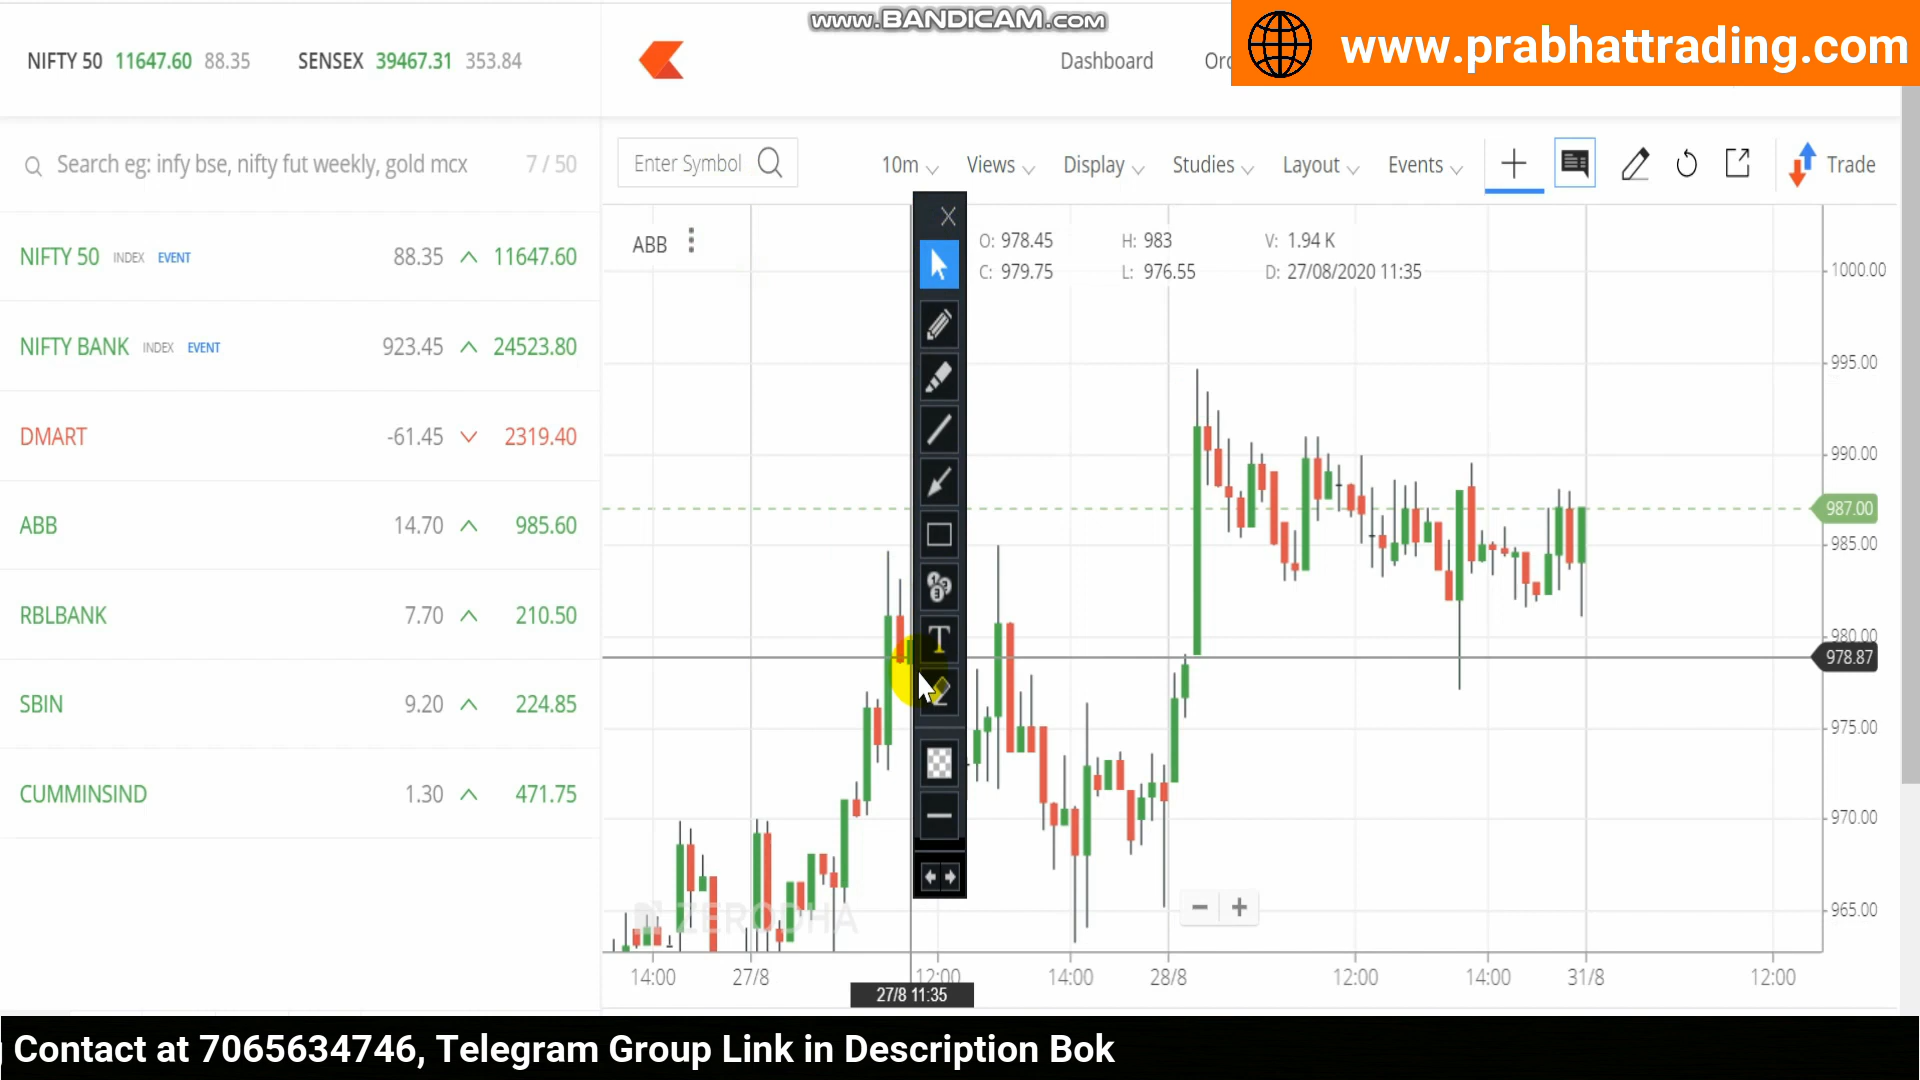 www.BANDICAM.com
www.prabhattrading.com
NIFTY 50 11647.60 88.35 SENSEX 39467.31 353.84
Dashboard Orc
Search eg: infy bse, nifty fut weekly, gold mcx 7 / 50
Enter Symbol 10m Views Display Studies Layout Events Trade
NIFTY 50 INDEX EVENT 88.35 11647.60
NIFTY BANK INDEX EVENT 923.45 24523.80
DMART -61.45 2319.40
ABB 14.70 985.60
RBLBANK 7.70 210.50
SBIN 9.20 224.85
CUMMINSIND 1.30 471.75
ABB
O: 978.45 H: 983 V: 1.94 K
C: 979.75 L: 976.55 D: 27/08/2020 11:35
T
1000.00
995.00
990.00
987.00
985.00
980.00
978.87
975.00
970.00
965.00
ZERODHA
14:00 27/8 12:00 14:00 28/8 12:00 14:00 31/8 12:00
27/8 11:35
Contact at 7065634746, Telegram Group Link in Description Bok